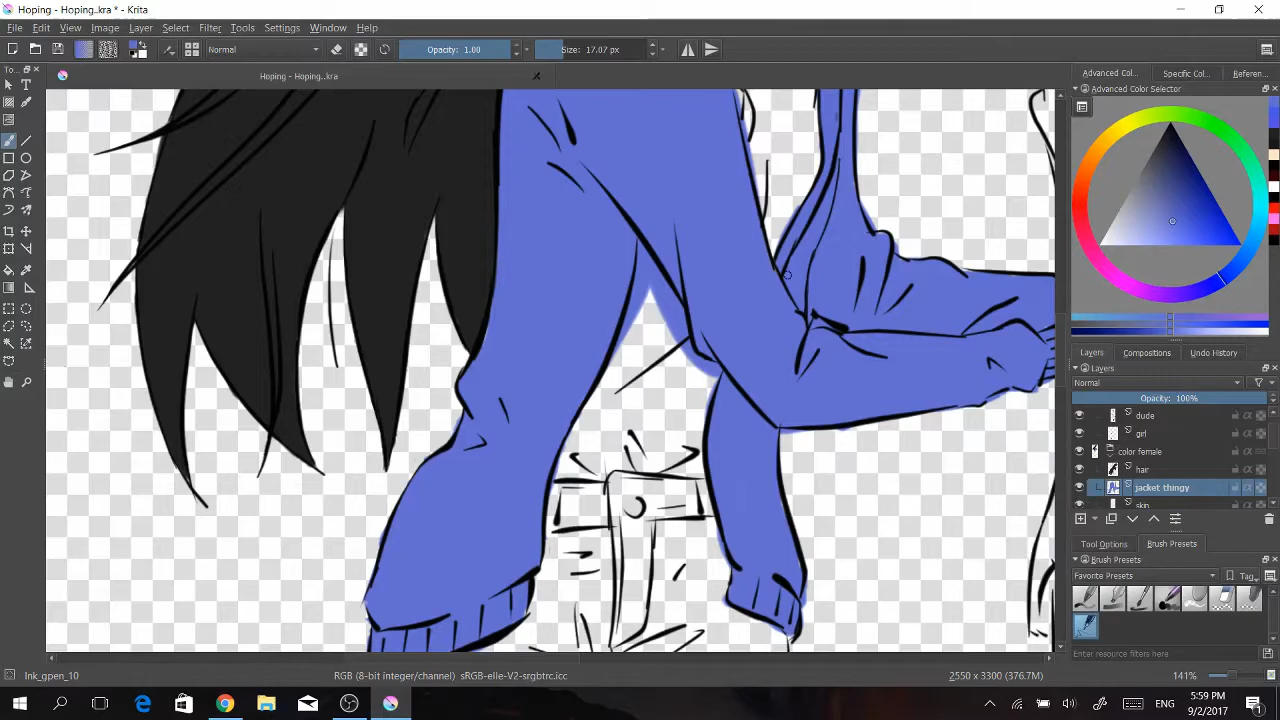 Hoping - Hoping..kra * - Krita
File Edit View Image Layer Select Filter Tools Settings Window Help
Normal Opacity: 1.00 Size: 17.07 px
To... Hoping - Hoping..kra
Advanced Col... Specific Col... Referen...
Advanced Color Selector
Layers Compositions Undo History
Layers
Normal
Opacity: 100%
dude
girl
color female
hair
jacket thingy
skin
Tool Options Brush Presets
Brush Presets
Favorite Presets Tag
Enter resource filters
Ink_gpen_10 RGB (8-bit integer/channel) sRGB-elle-V2-srgbtrc.icc 2550 x 3300 (376.7M) 141%
ENG 5:59 PM
9/2/2017